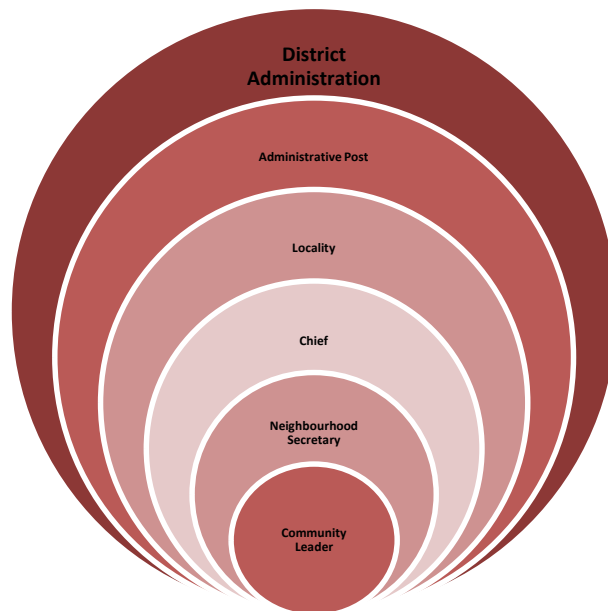 District
Administration
Administrative Post
Locality
Chief
Neighbourhood
Secretary
Community
Leader